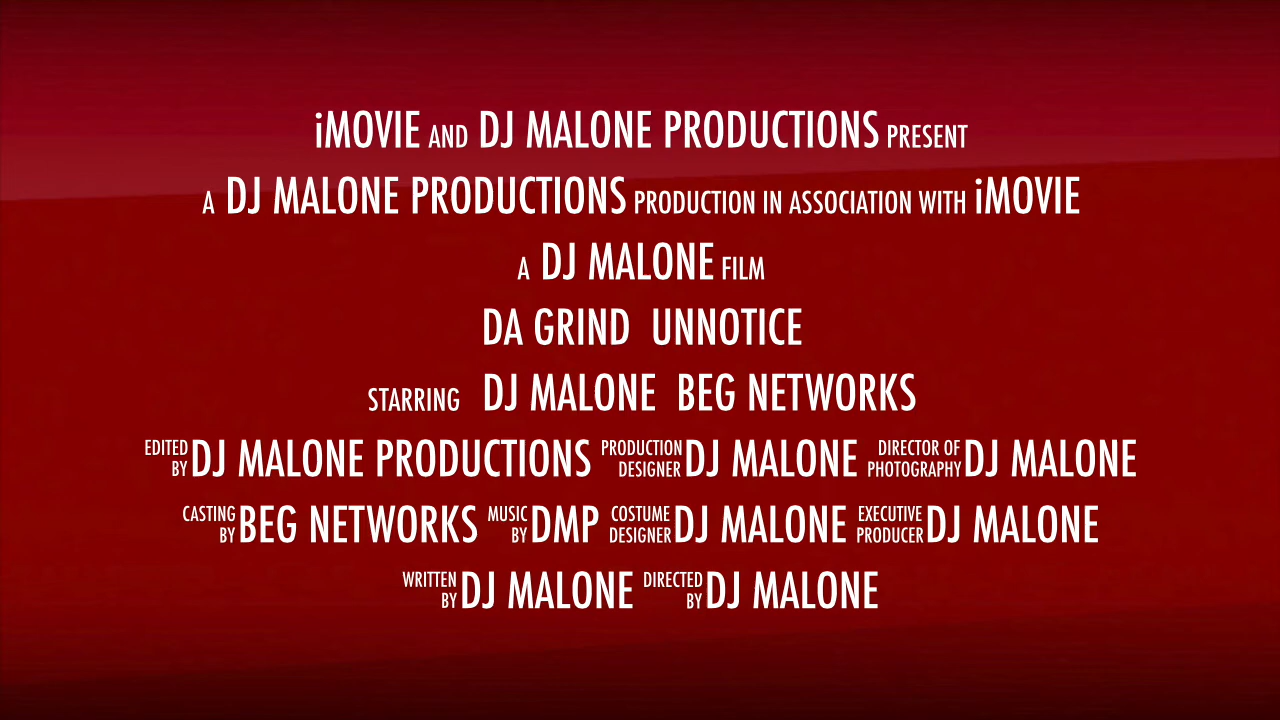 iMOVIE AND DJ MALONE PRODUCTIONS PRESENT
A DJ MALONE PRODUCTIONS PRODUCTION IN ASSOCIATION WITH iMOVIE
A DJ MALONE FILM
DA GRIND UNNOTICE
STARRING DJ MALONE BEG NETWORKS
EDITED BY DJ MALONE PRODUCTIONS PRODUCTION DESIGNER DJ MALONE DIRECTOR OF PHOTOGRAPHY DJ MALONE
CASTING BY BEG NETWORKS MUSIC BY DMP COSTUME DESIGNER DJ MALONE EXECUTIVE PRODUCER DJ MALONE
WRITTEN BY DJ MALONE DIRECTED BY DJ MALONE